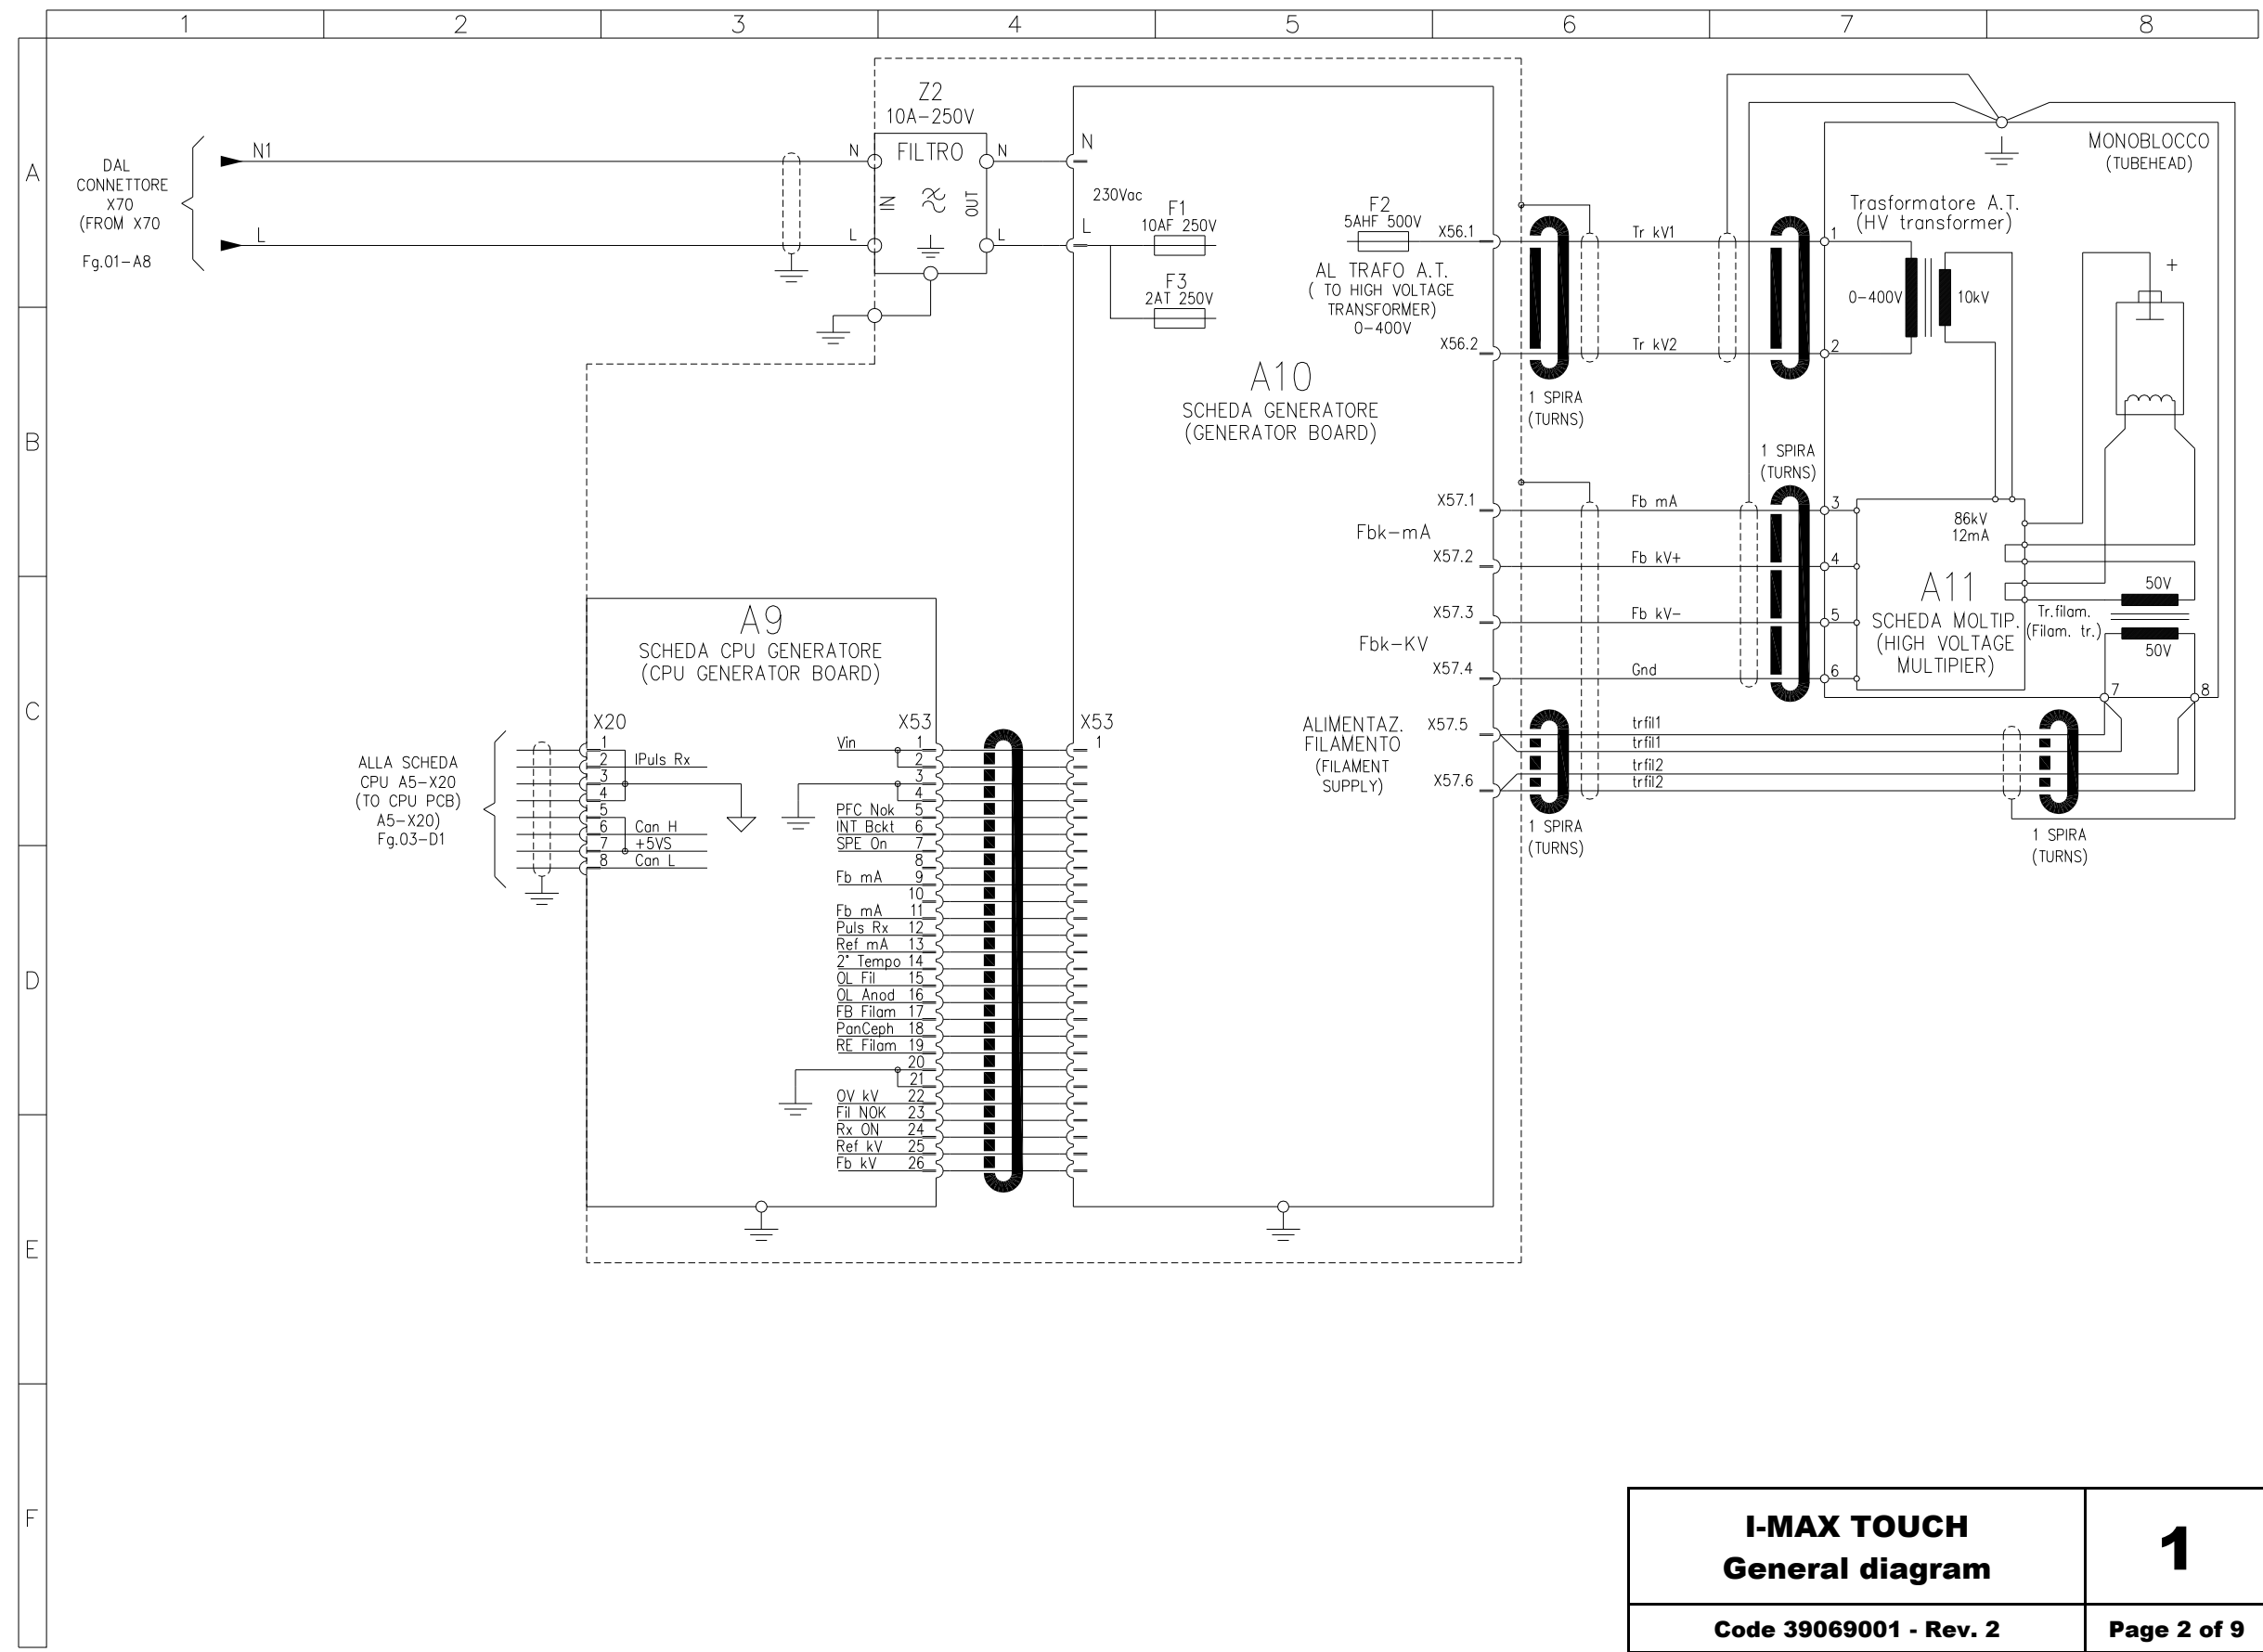 1 2 3 4 5 6 7 8
A
B
C
D
E
F
DAL
CONNETTORE
X70
(FROM X70
Fg.01-A8
N1
L
Z2
10A-250V
N
FILTRO
N
IN
OUT
L
L
N
230Vac
L
F1
10AF 250V
F3
2AT 250V
F2
5AHF 500V
X56.1
AL TRAFO A.T.
( TO HIGH VOLTAGE
TRANSFORMER)
0-400V
X56.2
A10
SCHEDA GENERATORE
(GENERATOR BOARD)
Tr kV1
Tr kV2
1 SPIRA
(TURNS)
MONOBLOCCO
(TUBEHEAD)
Trasformatore A.T.
(HV transformer)
1
0-400V
10kV
+
2
1 SPIRA
(TURNS)
X57.1
Fb mA
3
Fbk-mA
X57.2
Fb kV+
4
X57.3
Fb kV-
5
Fbk-KV
X57.4
Gnd
6
86kV
12mA
A11
SCHEDA MOLTIP.
(HIGH VOLTAGE
MULTIPIER)
50V
Tr.filam.
(Filam. tr.)
50V
7
8
ALIMENTAZ.
FILAMENTO
(FILAMENT
SUPPLY)
X57.5
X57.6
trfil1
trfil1
trfil2
trfil2
1 SPIRA
(TURNS)
1 SPIRA
(TURNS)
A9
SCHEDA CPU GENERATORE
(CPU GENERATOR BOARD)
ALLA SCHEDA
CPU A5-X20
(TO CPU PCB)
A5-X20)
Fg.03-D1
X20
1
2 IPuls Rx
3
4
5
6 Can H
7 +5VS
8 Can L
X53
X53
1
Vin 1
2
3
4
PFC Nok 5
INT Bckt 6
SPE On 7
8
Fb mA 9
10
Fb mA 11
Puls Rx 12
Ref mA 13
2° Tempo 14
OL Fil 15
OL Anod 16
FB Filam 17
PanCeph 18
RE Filam 19
20
21
OV kV 22
Fil NOK 23
Rx ON 24
Ref kV 25
Fb kV 26
I-MAX TOUCH
General diagram
1
Code 39069001 - Rev. 2
Page 2 of 9